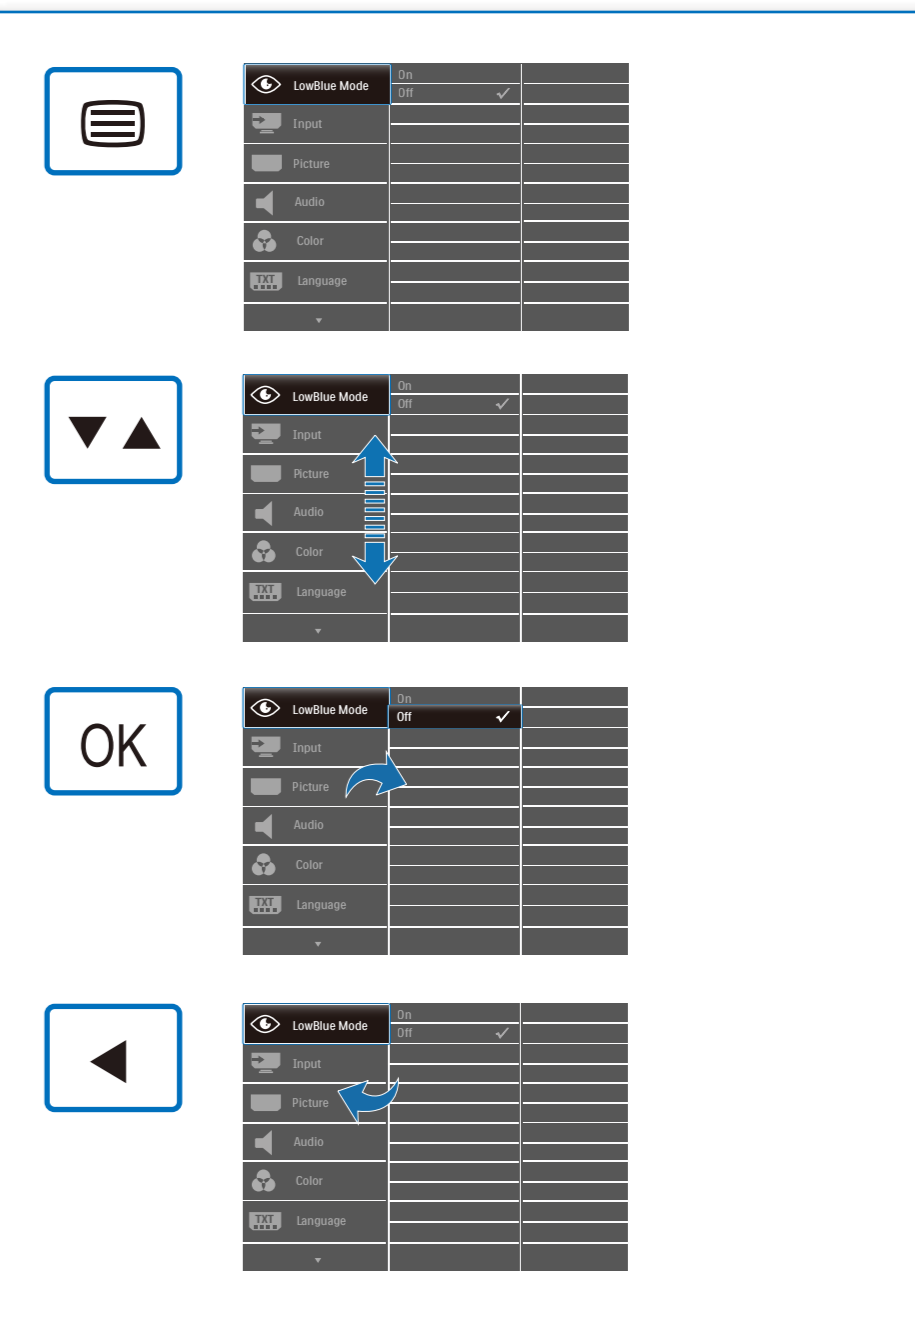 LowBlue Mode
On
Off
Input
Picture
Audio
Color
TXT
Language
LowBlue Mode
On
Off
Input
Picture
Audio
Color
TXT
Language
OK
LowBlue Mode
On
Off
Input
Picture
Audio
Color
TXT
Language
LowBlue Mode
On
Off
Input
Picture
Audio
Color
TXT
Language